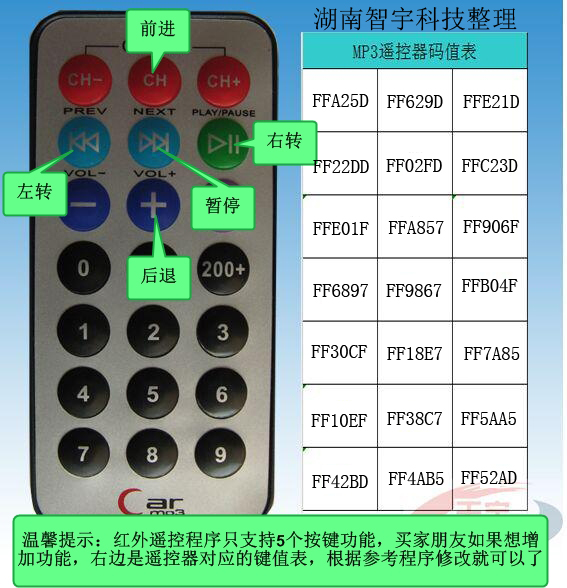 湖南智宇科技整理
前进
MP3遥控器码值表
CH- CH CH+
FFA25D FF629D FFE21D
PREV NEXT PLAY/PAUSE
右转
FF22DD FF02FD FFC23D
VOL- VOL+
左转
暂停
FFE01F FFA857 FF906F
后退
0 200+
FF6897 FF9867 FFB04F
1 2 3
FF30CF FF18E7 FF7A85
4 5 6
FF10EF FF38C7 FF5AA5
7 8 9
FF42BD FF4AB5 FF52AD
Car
mp3
温馨提示：红外遥控程序只支持5个按键功能，买家朋友如果想增
加功能，右边是遥控器对应的键值表，根据参考程序修改就可以了